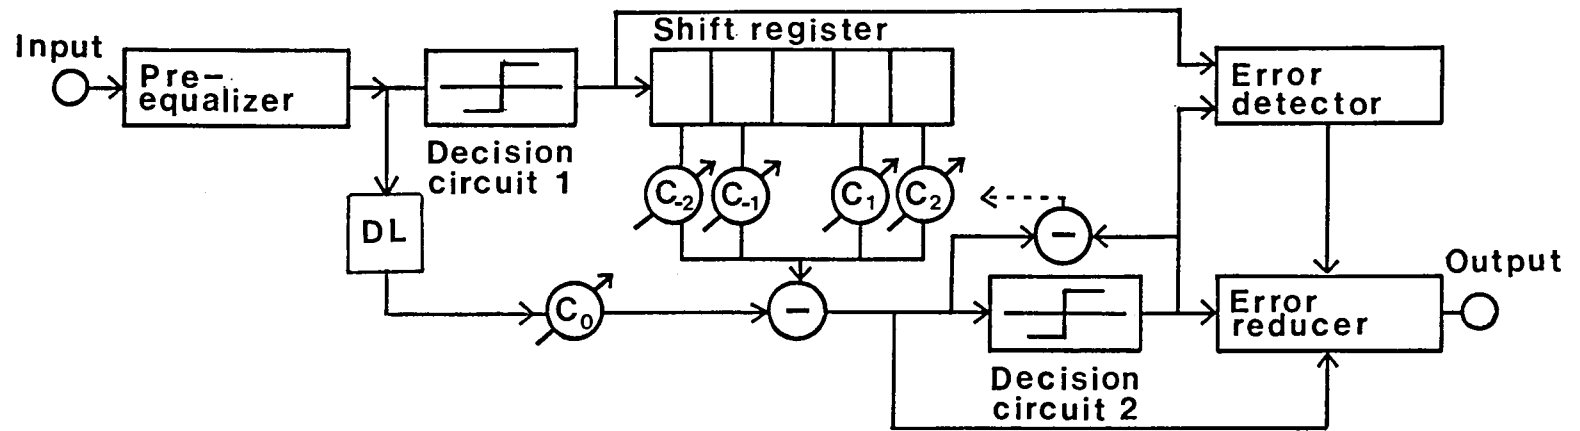 Input
Pre-
equalizer
Decision
circuit 1
Shift register
Error
detector
DL
C-2
C-1
C1
C2
C0
−
−
Decision
circuit 2
Error
reducer
Output